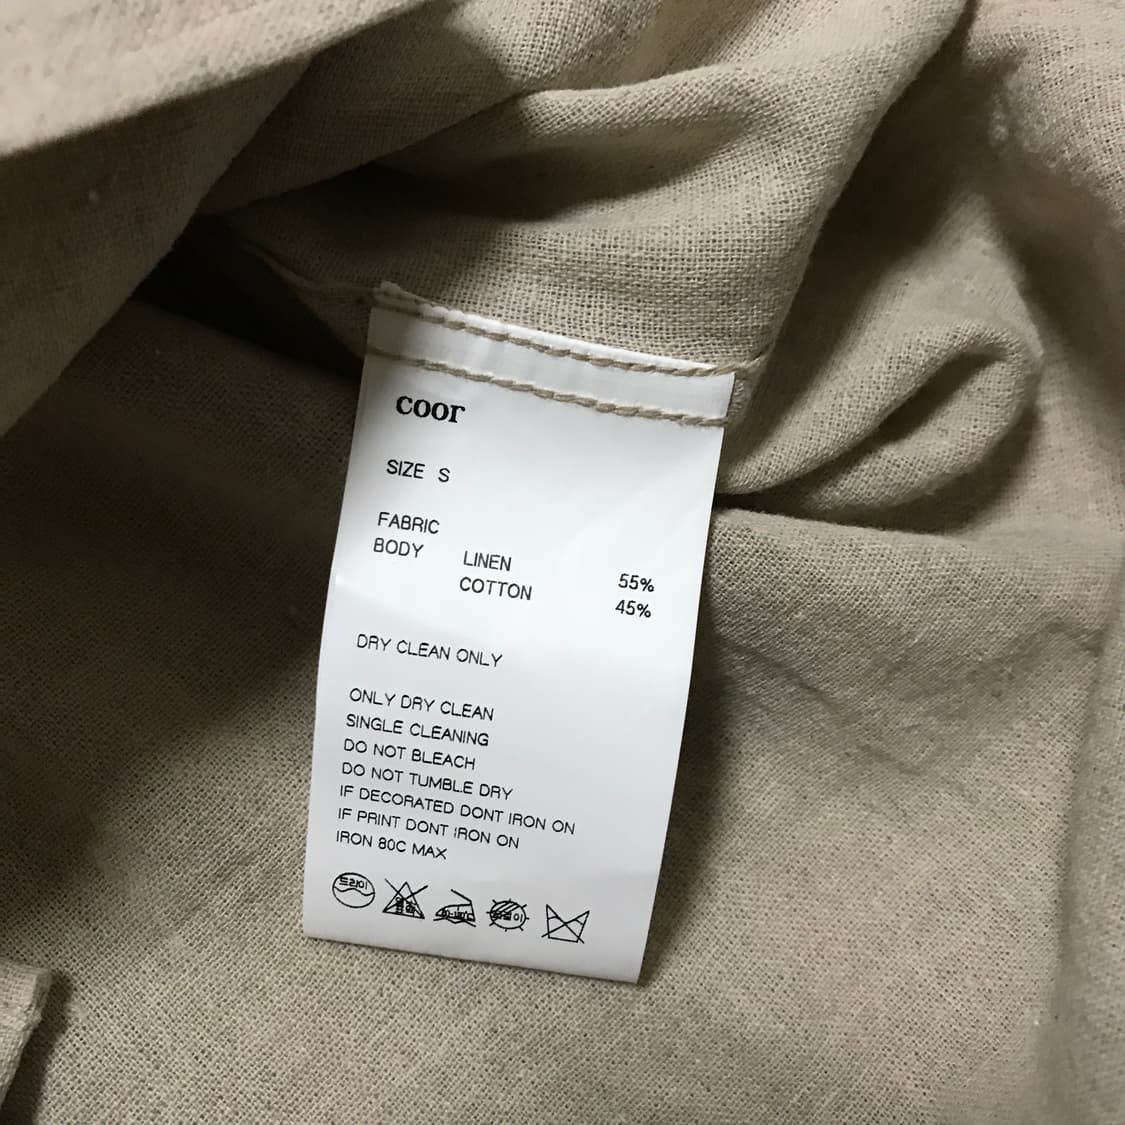 coor
SIZE S
FABRIC
BODY LINEN 55%
COTTON 45%
DRY CLEAN ONLY
ONLY DRY CLEAN
SINGLE CLEANING
DO NOT BLEACH
DO NOT TUMBLE DRY
IF DECORATED DONT IRON ON
IF PRINT DONT IRON ON
IRON 80C MAX
드라이